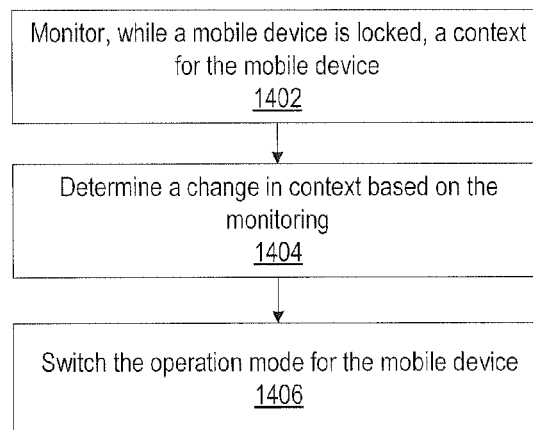 Monitor, while a mobile device is locked, a context
for the mobile device
1402
Determine a change in context based on the
monitoring
1404
Switch the operation mode for the mobile device
1406